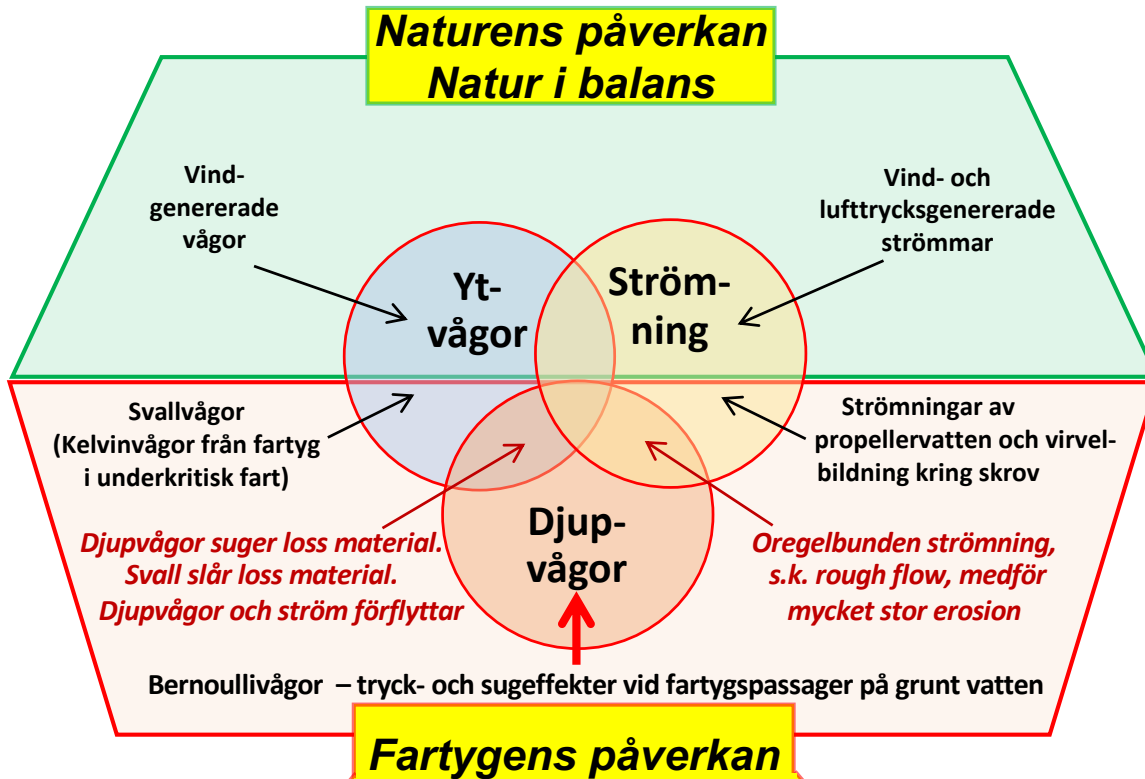 Naturens påverkan
Natur i balans
Vind-
genererade
vågor
Vind- och
lufttrycksgenererade
strömmar
Yt-
vågor
Ström-
ning
Svallvågor
(Kelvinvågor från fartyg
i underkritisk fart)
Strömningar av
propellervatten och virvel-
bildning kring skrov
Djupvågor suger loss material.
Svall slår loss material.
Djupvågor och ström förflyttar
Djup-
vågor
Oregelbunden strömning,
s.k. rough flow, medför
mycket stor erosion
Bernoullivågor – tryck- och sugeffekter vid fartygspassager på grunt vatten
Fartygens påverkan